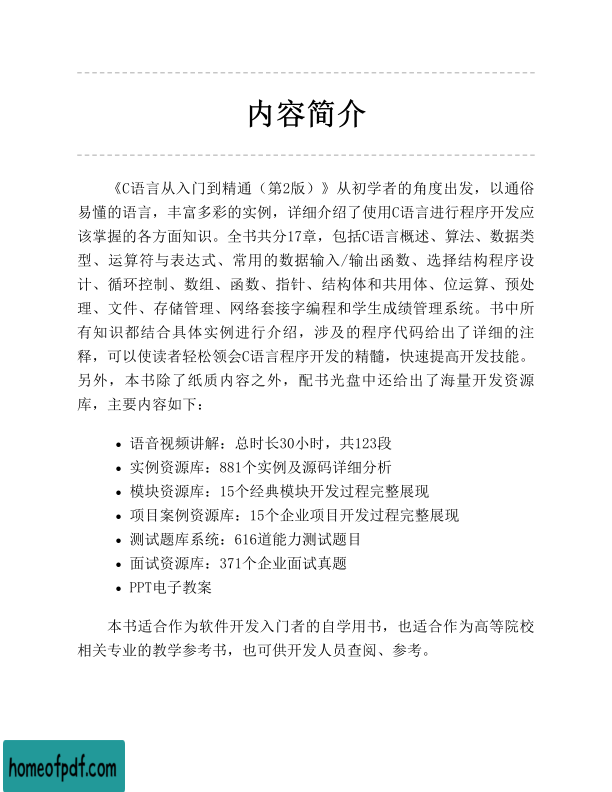 内容简介
《C语言从入门到精通（第2版）》从初学者的角度出发，以通俗
易懂的语言，丰富多彩的实例，详细介绍了使用C语言进行程序开发应
该掌握的各方面知识。全书共分17章，包括C语言概述、算法、数据类
型、运算符与表达式、常用的数据输入/输出函数、选择结构程序设
计、循环控制、数组、函数、指针、结构体和共用体、位运算、预处
理、文件、存储管理、网络套接字编程和学生成绩管理系统。书中所
有知识都结合具体实例进行介绍，涉及的程序代码给出了详细的注
释，可以使读者轻松领会C语言程序开发的精髓，快速提高开发技能。
另外，本书除了纸质内容之外，配书光盘中还给出了海量开发资源
库，主要内容如下：
• 语音视频讲解：总时长30小时，共123段
• 实例资源库：881个实例及源码详细分析
• 模块资源库：15个经典模块开发过程完整展现
• 项目案例资源库：15个企业项目开发过程完整展现
• 测试题库系统：616道能力测试题目
• 面试资源库：371个企业面试真题
• PPT电子教案
本书适合作为软件开发入门者的自学用书，也适合作为高等院校
相关专业的教学参考书，也可供开发人员查阅、参考。
homeofpdf.com